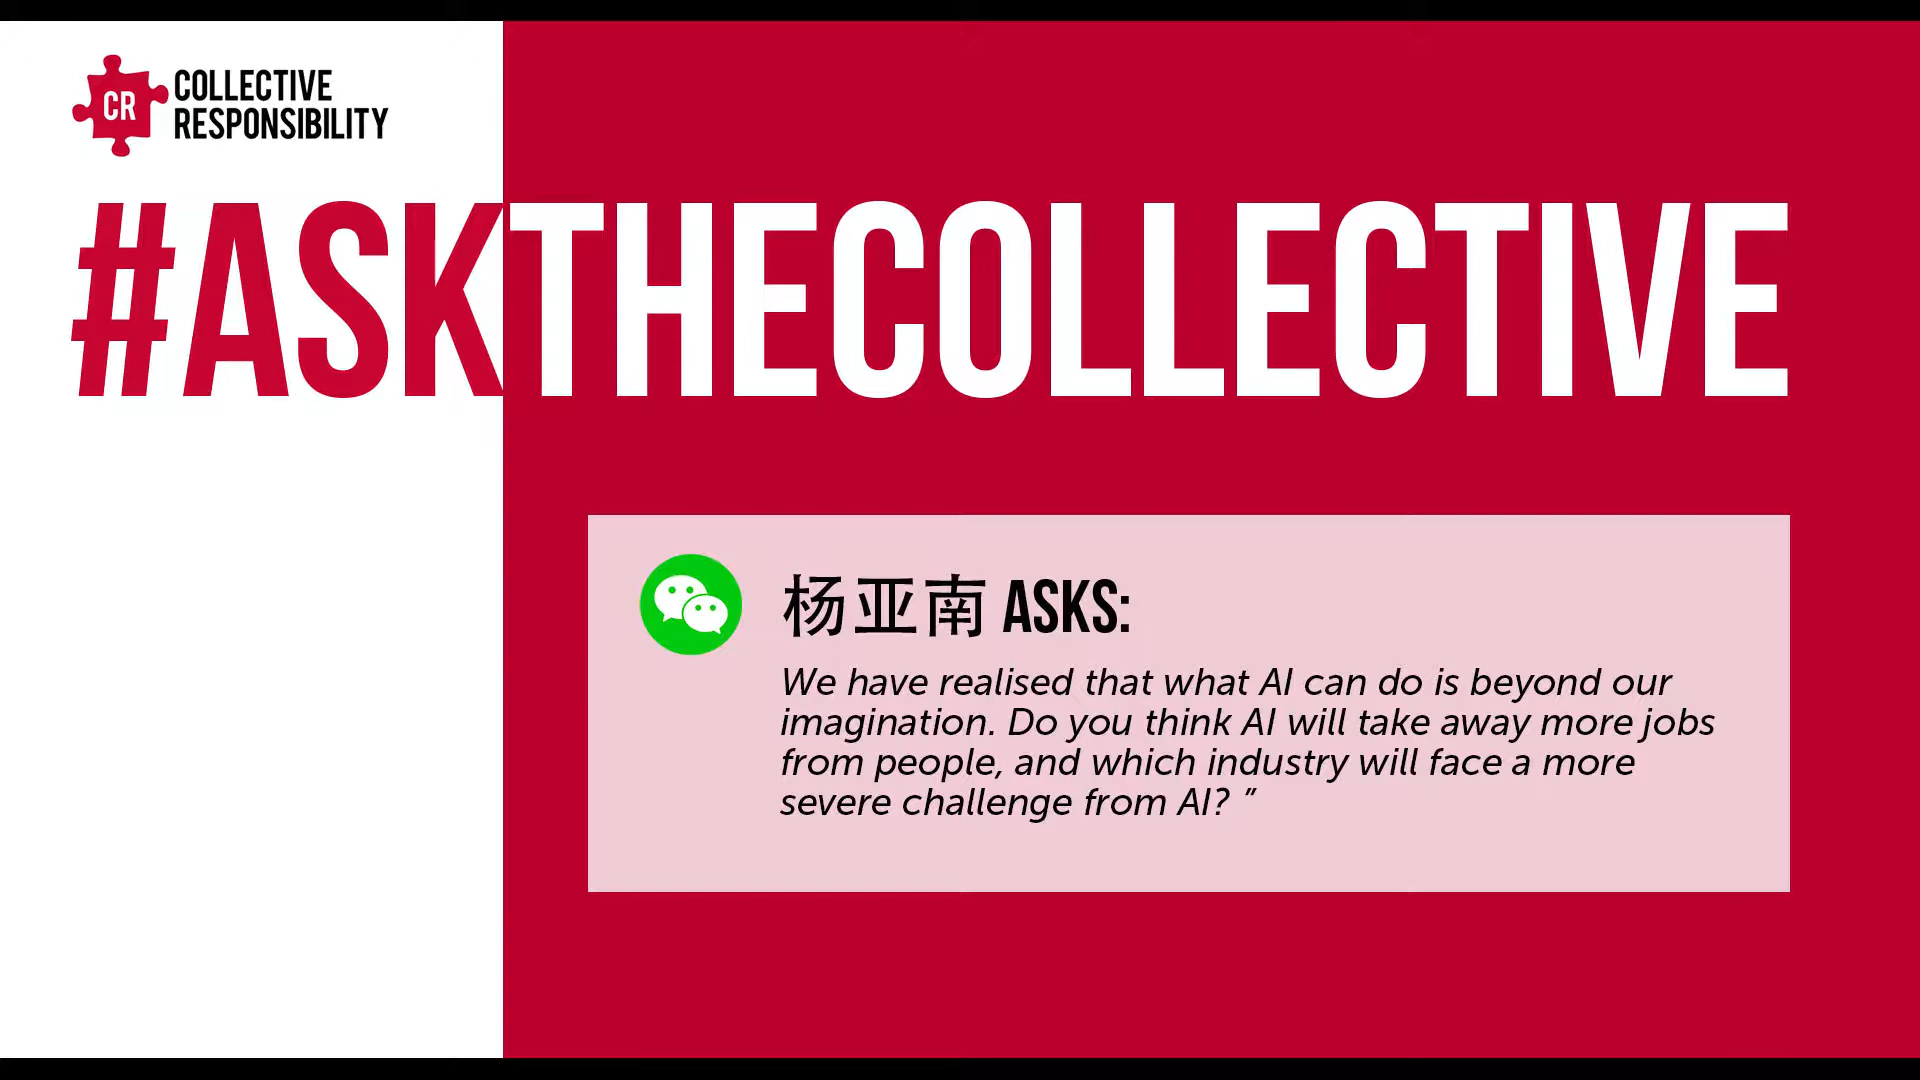 CR
COLLECTIVE
RESPONSIBILITY
#ASKTHECOLLECTIVE
杨亚南 ASKS:
We have realised that what AI can do is beyond our
imagination. Do you think AI will take away more jobs
from people, and which industry will face a more
severe challenge from AI? ”